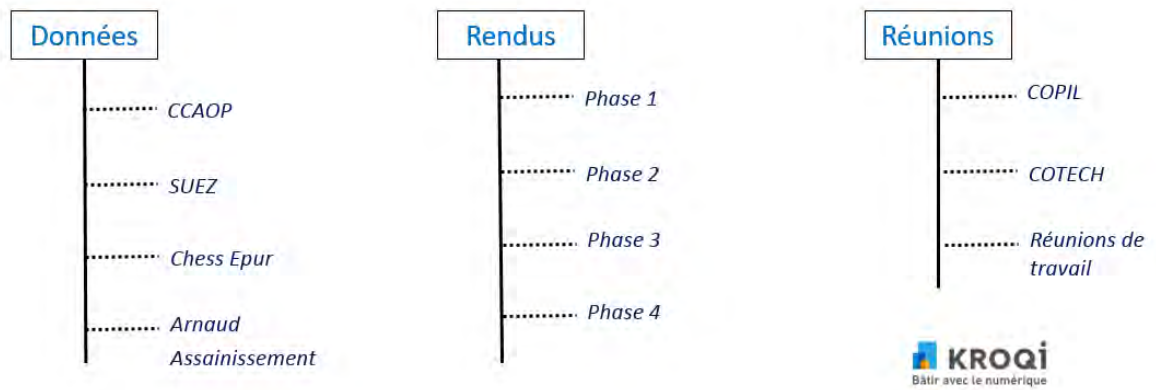 Données
CCAOP
SUEZ
Chess Epur
Arnaud
Assainissement
Rendus
Phase 1
Phase 2
Phase 3
Phase 4
Réunions
COPIL
COTECH
Réunions de
travail
KROQi
Bâtir avec le numérique